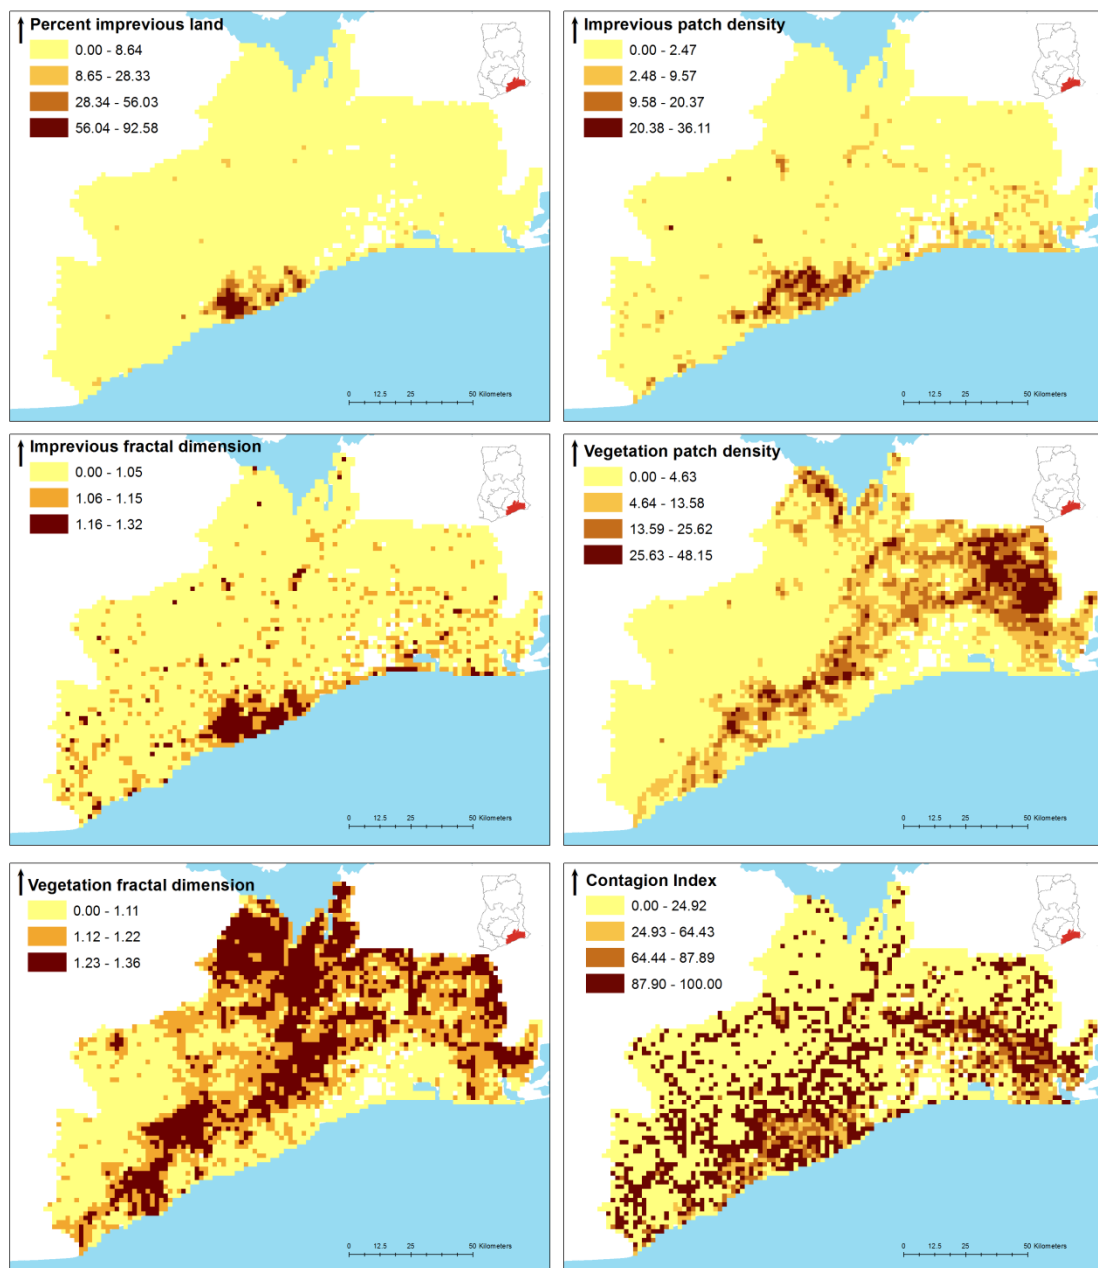 Percent imprevious land
0.00 - 8.64
8.65 - 28.33
28.34 - 56.03
56.04 - 92.58
0 12.5 25 50 Kilometers
Imprevious patch density
0.00 - 2.47
2.48 - 9.57
9.58 - 20.37
20.38 - 36.11
0 12.5 25 50 Kilometers
Imprevious fractal dimension
0.00 - 1.05
1.06 - 1.15
1.16 - 1.32
0 12.5 25 50 Kilometers
Vegetation patch density
0.00 - 4.63
4.64 - 13.58
13.59 - 25.62
25.63 - 48.15
0 12.5 25 50 Kilometers
Vegetation fractal dimension
0.00 - 1.11
1.12 - 1.22
1.23 - 1.36
0 12.5 25 50 Kilometers
Contagion Index
0.00 - 24.92
24.93 - 64.43
64.44 - 87.89
87.90 - 100.00
0 12.5 25 50 Kilometers